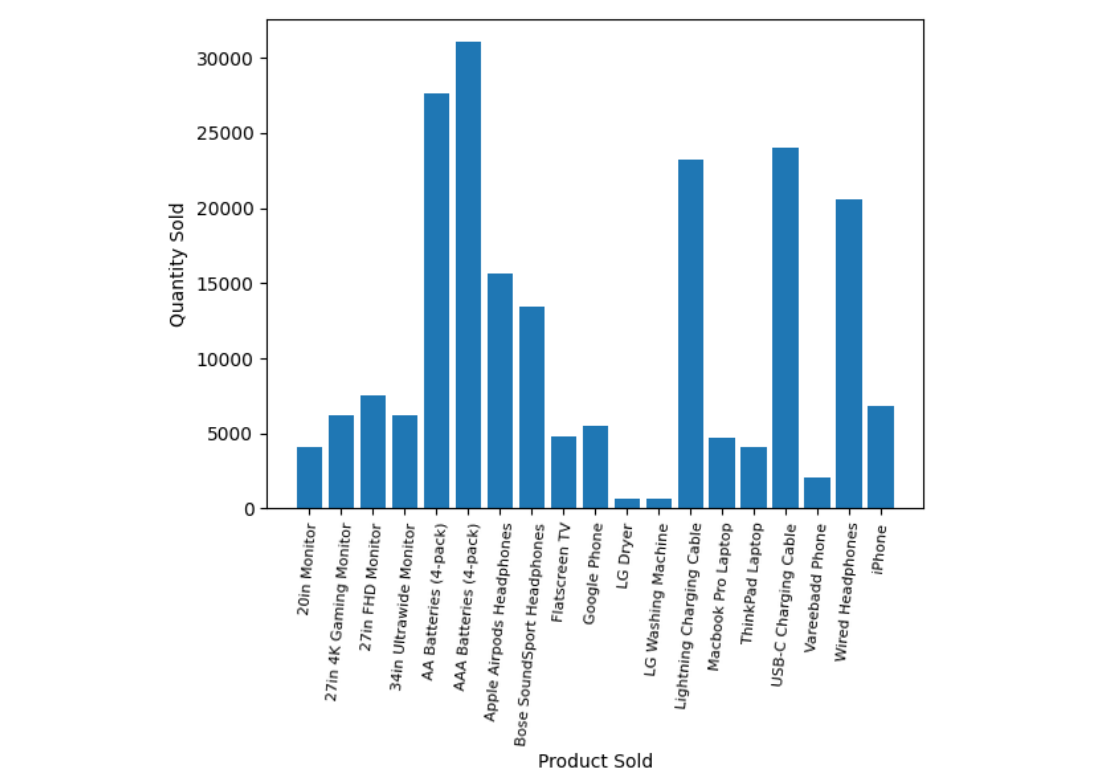 30000
25000
20000
15000
10000
5000
0
Quantity Sold
20in Monitor
27in 4K Gaming Monitor
27in FHD Monitor
34in Ultrawide Monitor
AA Batteries (4-pack)
AAA Batteries (4-pack)
Apple Airpods Headphones
Bose SoundSport Headphones
Flatscreen TV
Google Phone
LG Dryer
LG Washing Machine
Lightning Charging Cable
Macbook Pro Laptop
ThinkPad Laptop
USB-C Charging Cable
Vareebadd Phone
Wired Headphones
iPhone
Product Sold